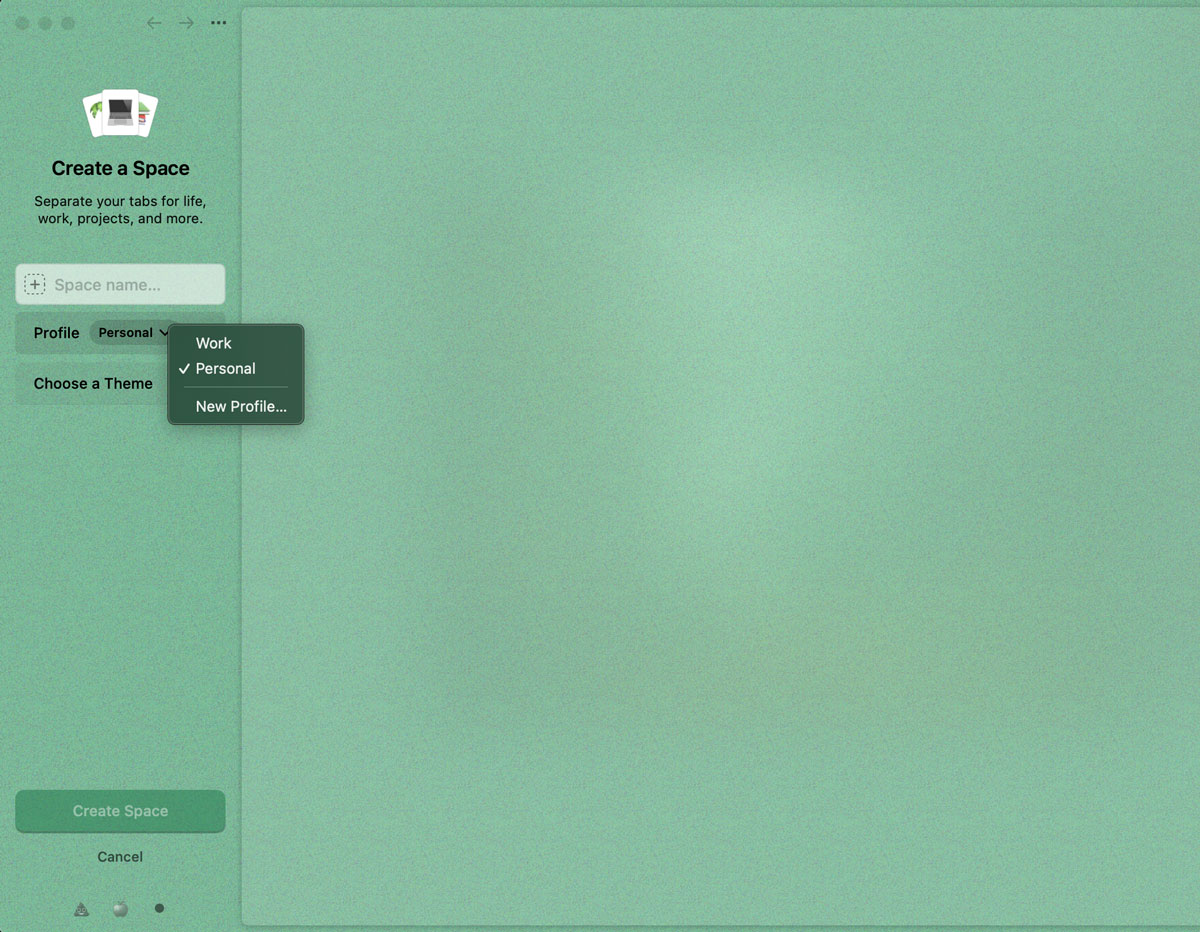 Create a Space
Separate your tabs for life,
work, projects, and more.
Space name...
Profile Personal
Work
Personal
Choose a Theme
New Profile...
Create Space
Cancel